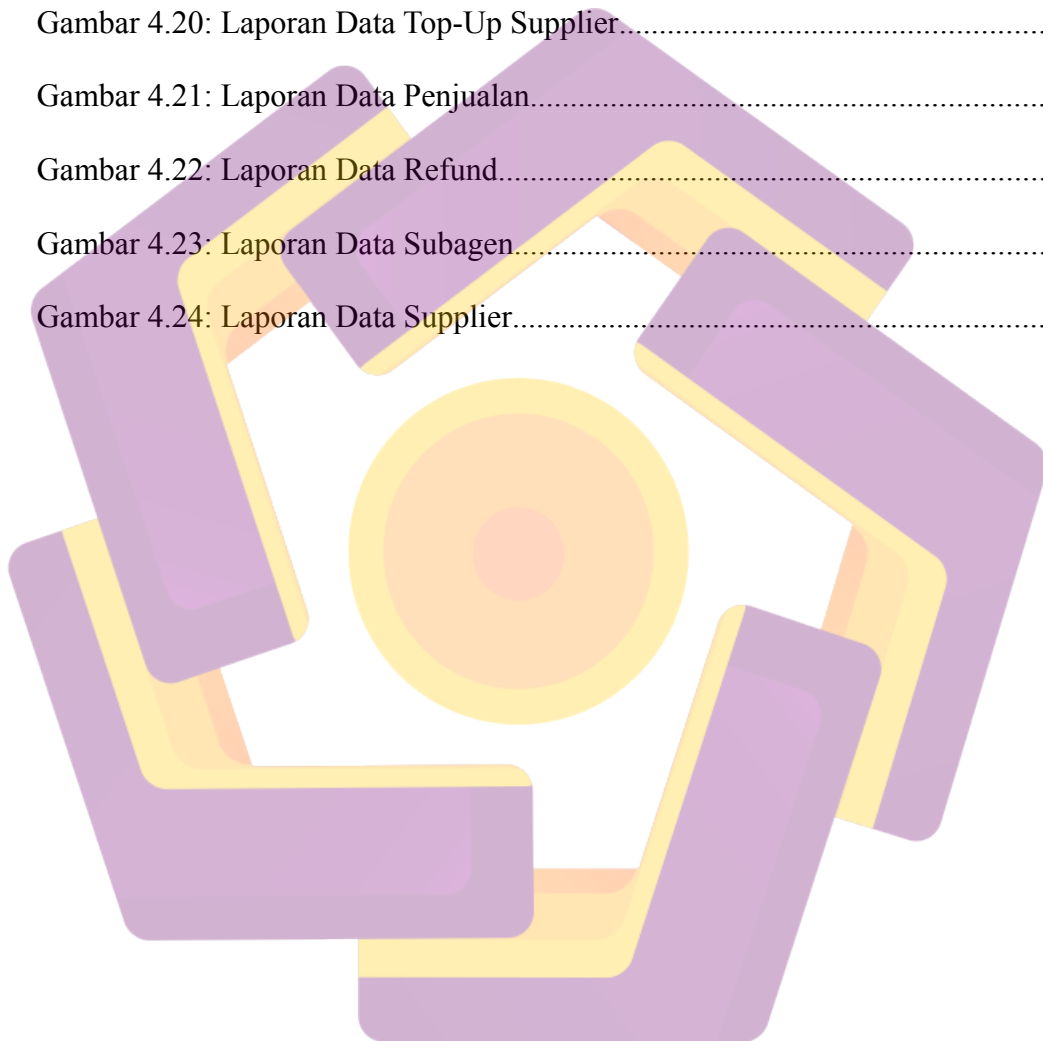 Gambar 4.20: Laporan Data Top-Up Supplier.......................................................
Gambar 4.21: Laporan Data Penjualan...................................................................
Gambar 4.22: Laporan Data Refund.......................................................................
Gambar 4.23: Laporan Data Subagen.....................................................................
Gambar 4.24: Laporan Data Supplier.....................................................................